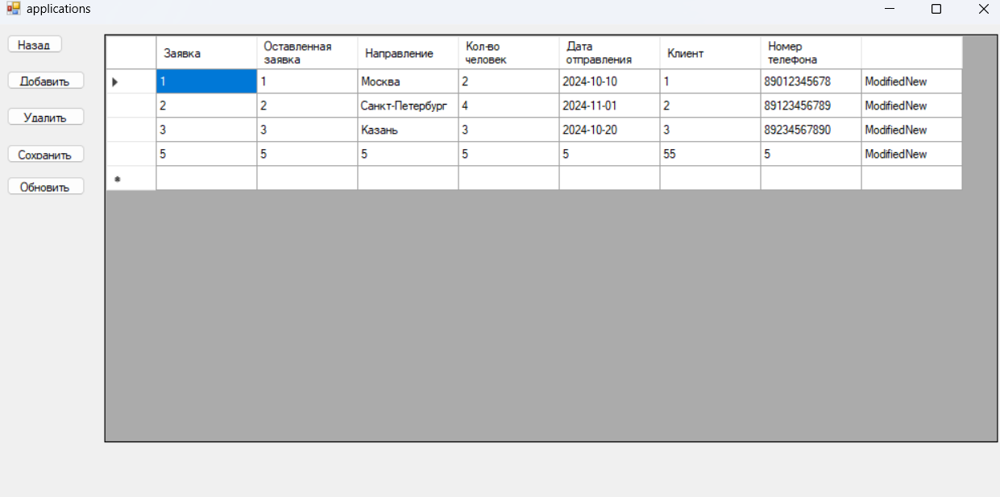 applications
Назад
Добавить
Удалить
Сохранить
Обновить
Заявка Оставленная заявка Направление Кол-во человек Дата отправления Клиент Номер телефона
1 1 Москва 2 2024-10-10 1 89012345678 ModifiedNew
2 2 Санкт-Петербург 4 2024-11-01 2 89123456789 ModifiedNew
3 3 Казань 3 2024-10-20 3 89234567890 ModifiedNew
5 5 5 5 5 55 5 ModifiedNew